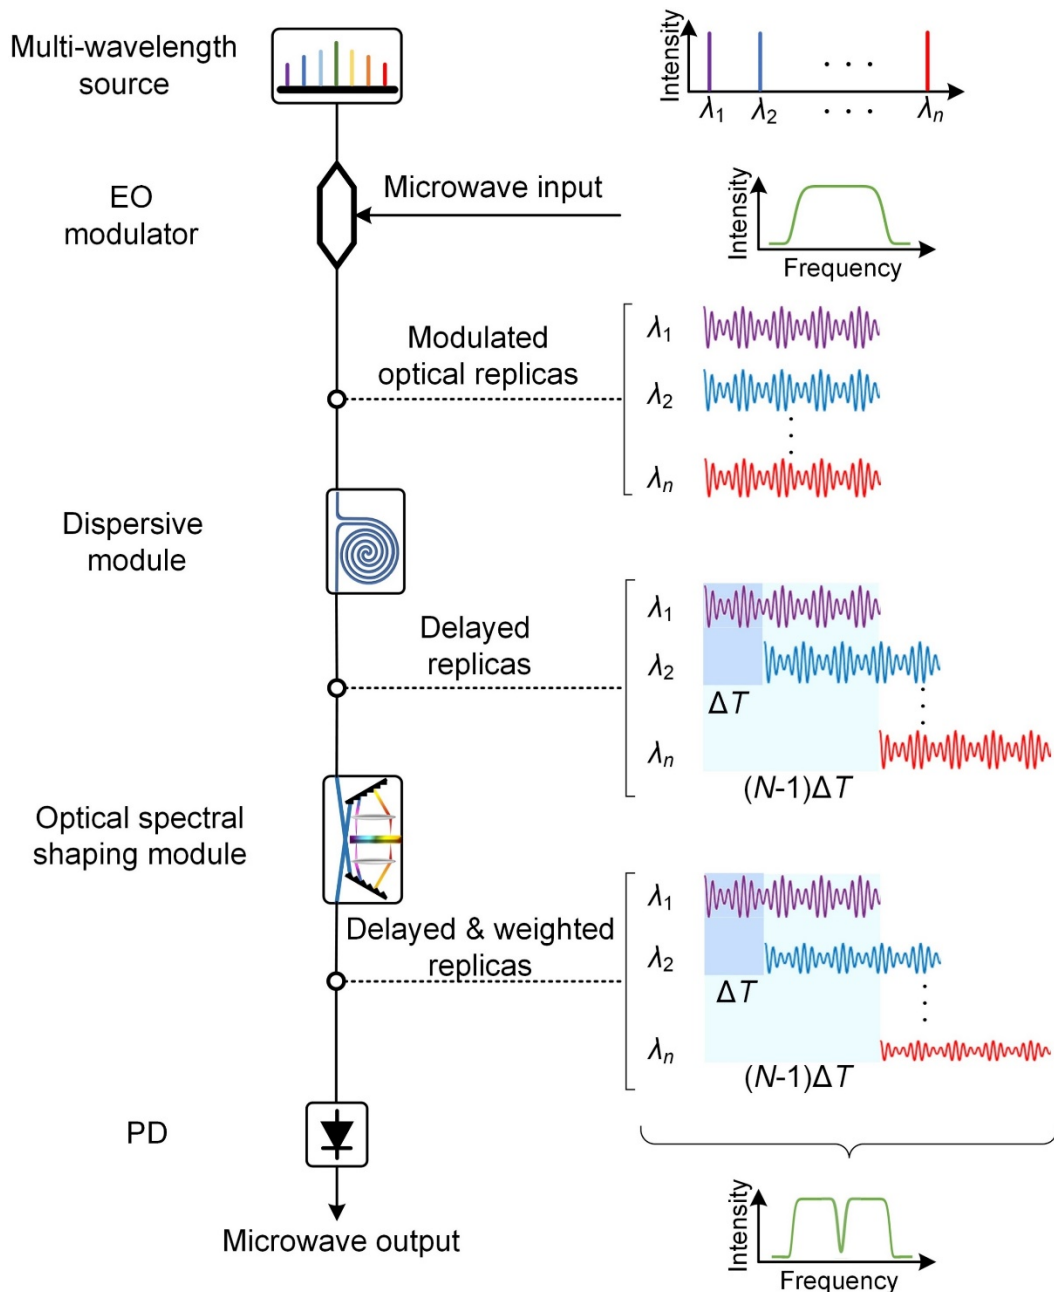 Multi-wavelength
source
Intensity
λ1 λ2 · · · λn
EO
modulator
Microwave input
Intensity
Frequency
Modulated
optical replicas
λ1
λ2
λn
Dispersive
module
Delayed
replicas
λ1
λ2
ΔT
λn
(N-1)ΔT
Optical spectral
shaping module
Delayed & weighted
replicas
λ1
λ2
ΔT
λn
(N-1)ΔT
PD
Microwave output
Intensity
Frequency